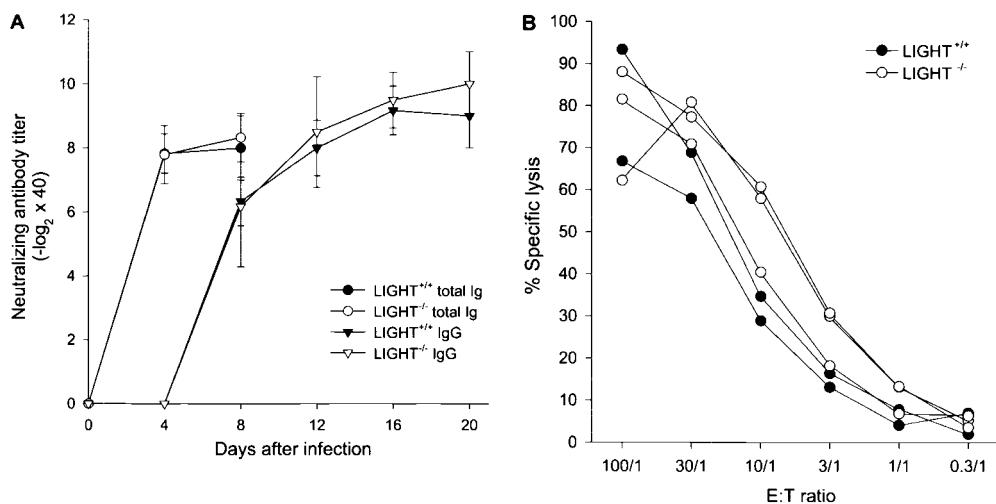 A
12
10
8
6
4
2
0
Neutralizing antibody titer
(-log₂ x 40)
LIGHT⁺/⁺ total Ig
LIGHT⁻/⁻ total Ig
LIGHT⁺/⁺ IgG
LIGHT⁻/⁻ IgG
0 4 8 12 16 20
Days after infection
B
100
90
80
70
60
50
40
30
20
10
0
% Specific lysis
LIGHT⁺/⁺
LIGHT⁻/⁻
100/1 30/1 10/1 3/1 1/1 0.3/1
E:T ratio